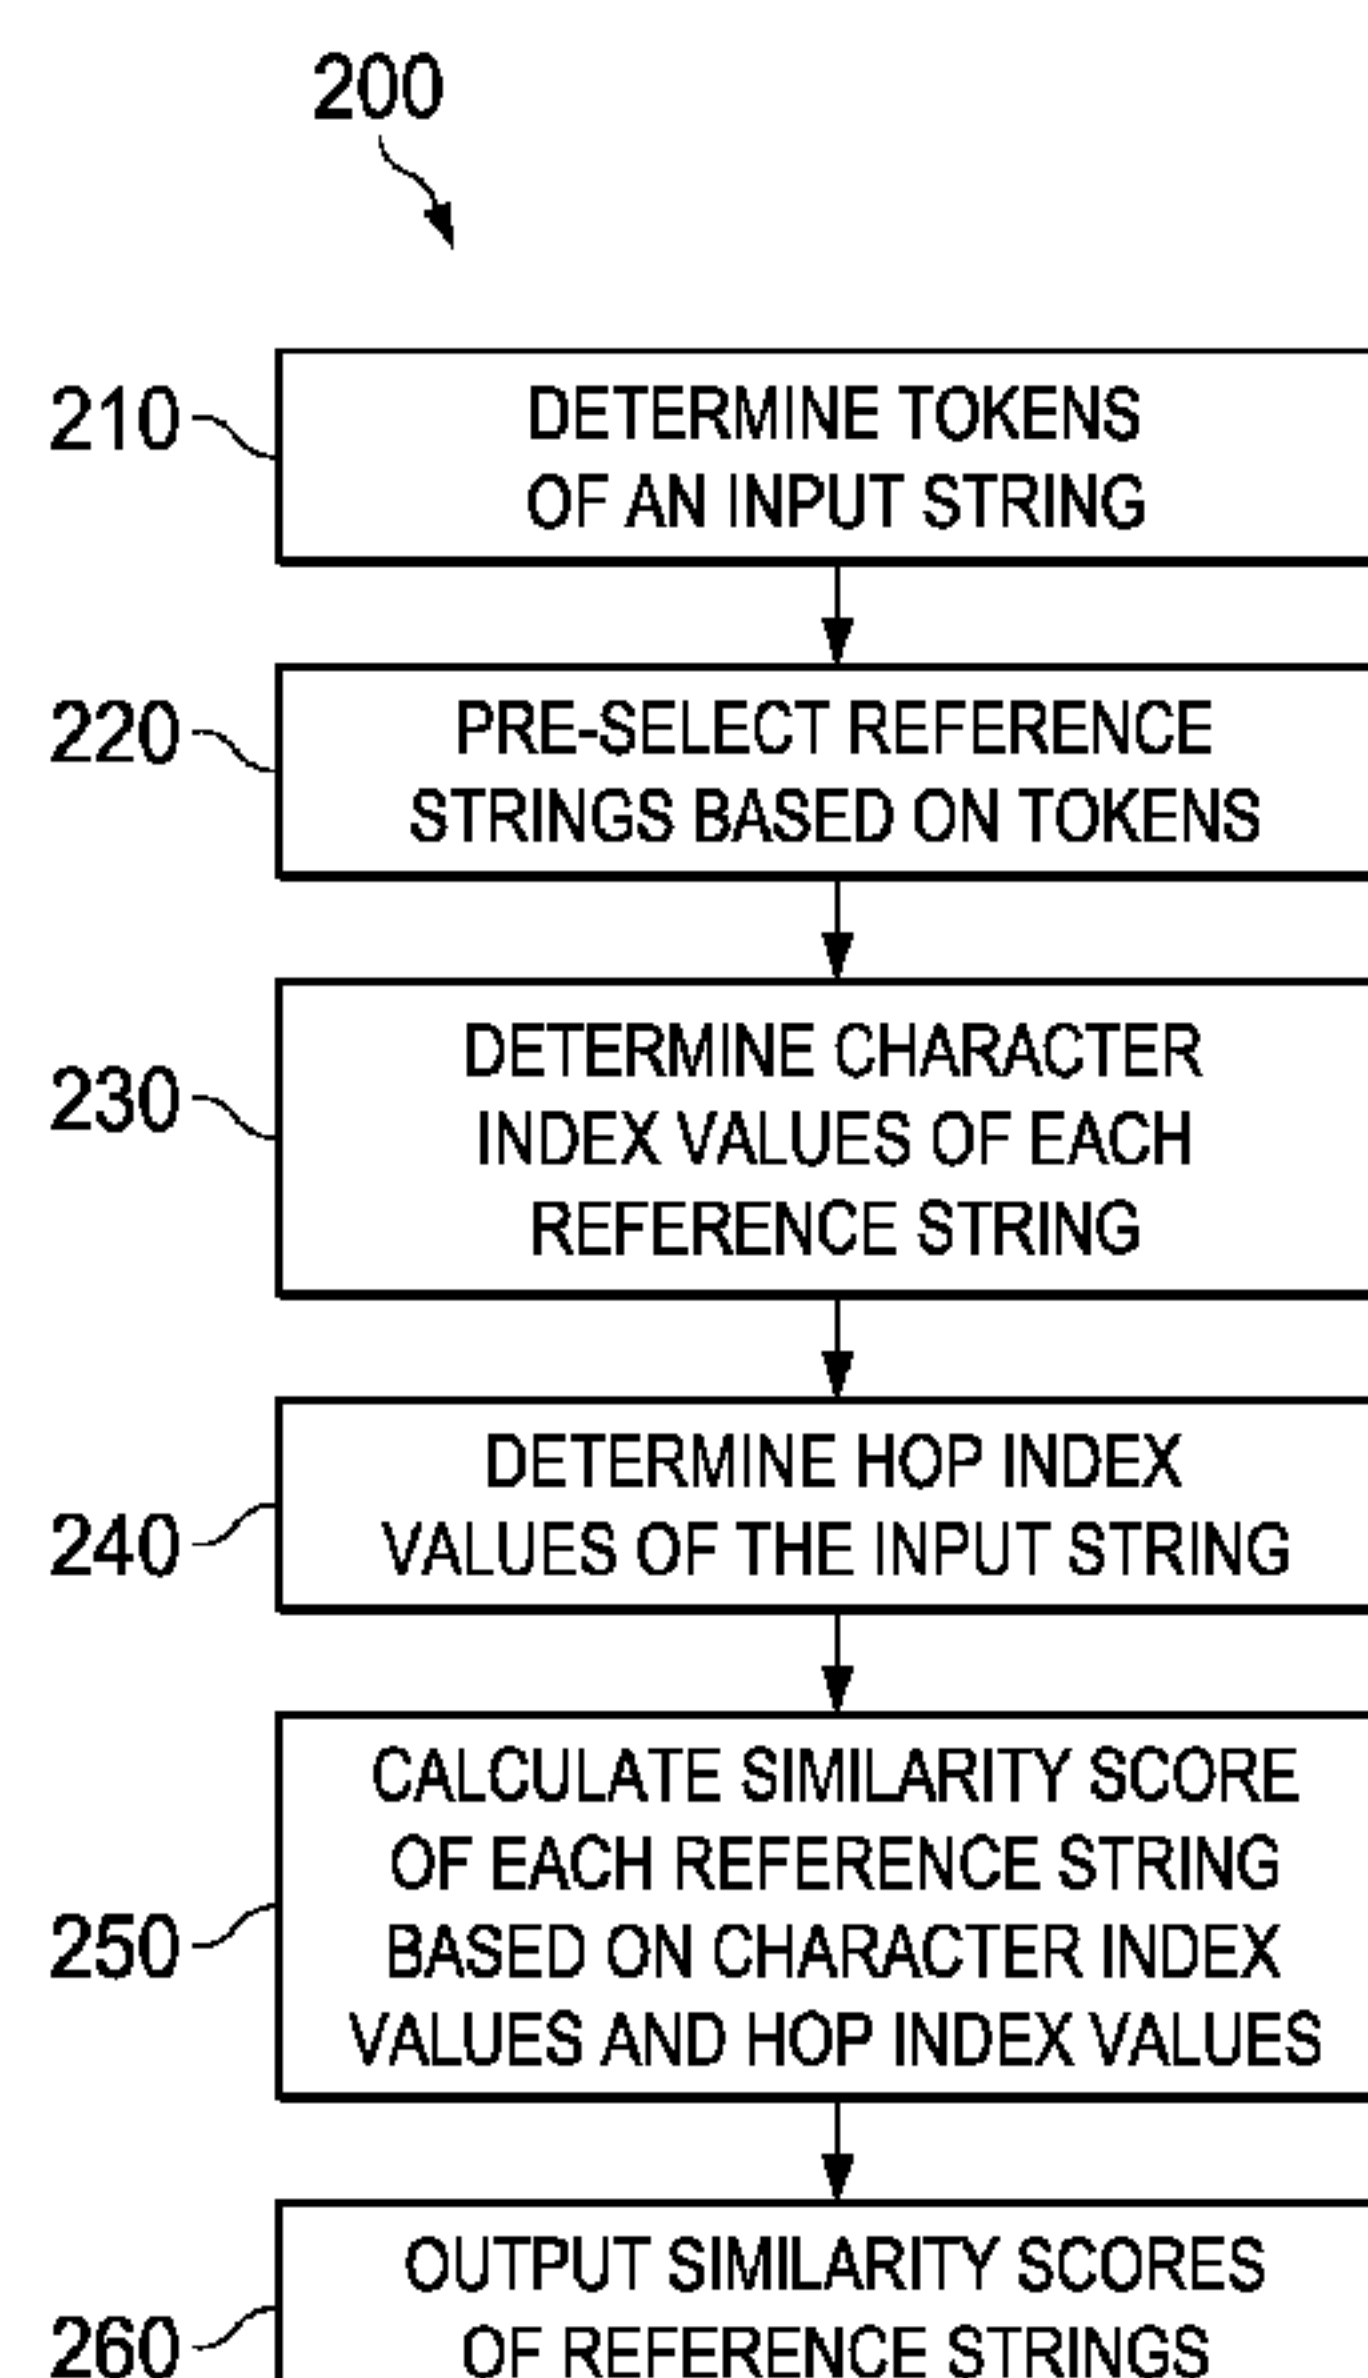 200
210
DETERMINE TOKENS
OF AN INPUT STRING
220
PRE-SELECT REFERENCE
STRINGS BASED ON TOKENS
230
DETERMINE CHARACTER
INDEX VALUES OF EACH
REFERENCE STRING
240
DETERMINE HOP INDEX
VALUES OF THE INPUT STRING
250
CALCULATE SIMILARITY SCORE
OF EACH REFERENCE STRING
BASED ON CHARACTER INDEX
VALUES AND HOP INDEX VALUES
260
OUTPUT SIMILARITY SCORES
OF REFERENCE STRINGS